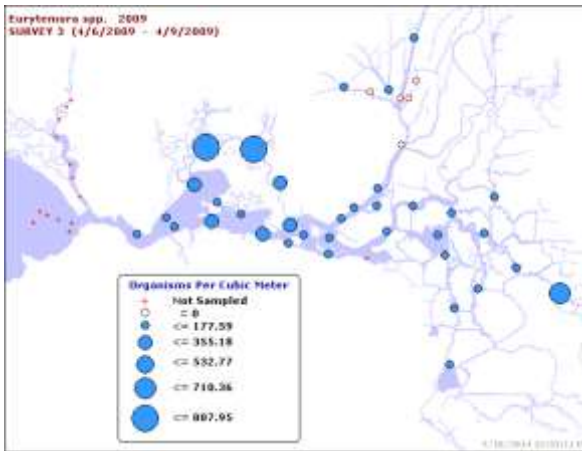 Eurytemora spp. 2009
SURVEY 3 (4/6/2009 - 4/9/2009)
Organisms Per Cubic Meter
Not Sampled
= 0
<= 177.59
<= 355.18
<= 532.77
<= 710.36
<= 887.95